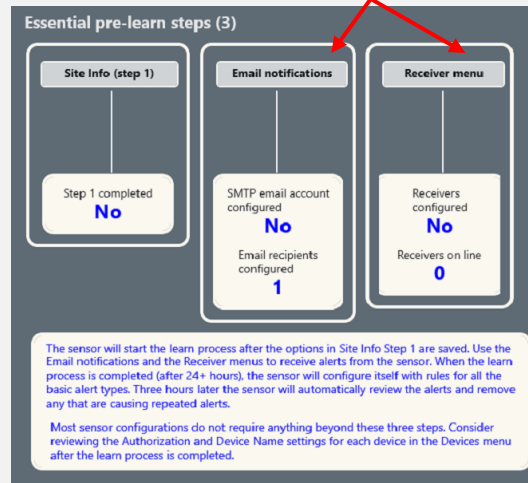 Essential pre-learn steps (3)
Site Info (step 1)
Email notifications
Receiver menu
Step 1 completed
No
SMTP email account
configured
No
Email recipients
configured
1
Receivers
configured
No
Receivers on line
0
The sensor will start the learn process after the options in Site Info Step 1 are saved. Use the
Email notifications and the Receiver menus to receive alerts from the sensor. When the learn
process is completed (after 24+ hours), the sensor will configure itself with rules for all the
basic alert types. Three hours later the sensor will automatically review the alerts and remove
any that are causing repeated alerts.
Most sensor configurations do not require anything beyond these three steps. Consider
reviewing the Authorization and Device Name settings for each device in the Devices menu
after the learn process is completed.